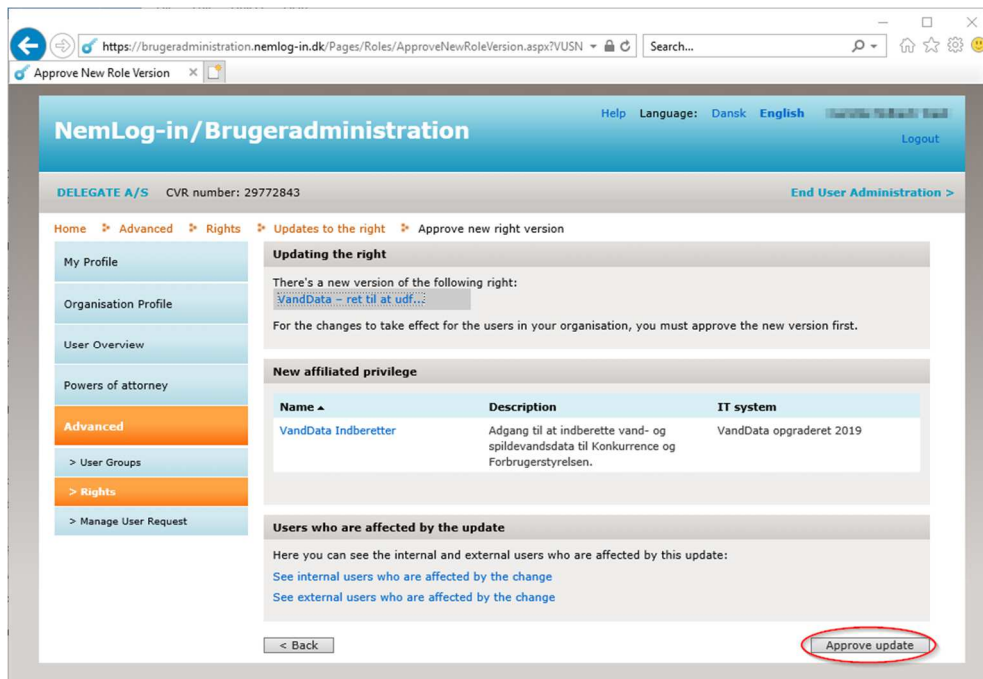 https://brugeradministration.nemlog-in.dk/Pages/Roles/ApproveNewRoleVersion.aspx?VUSN
Search...
Approve New Role Version
NemLog-in/Brugeradministration
Help Language: Dansk English
Logout
DELEGATE A/S CVR number: 29772843
End User Administration >
Home Advanced Rights Updates to the right Approve new right version
My Profile
Organisation Profile
User Overview
Powers of attorney
Advanced
> User Groups
> Rights
> Manage User Request
Updating the right
There's a new version of the following right:
VandData – ret til at udf...
For the changes to take effect for the users in your organisation, you must approve the new version first.
New affiliated privilege
Name Description IT system
VandData Indberetter Adgang til at indberette vand- og VandData opgraderet 2019
spildevandsdata til Konkurrence og
Forbrugerstyrelsen.
Users who are affected by the update
Here you can see the internal and external users who are affected by this update:
See internal users who are affected by the change
See external users who are affected by the change
< Back
Approve update